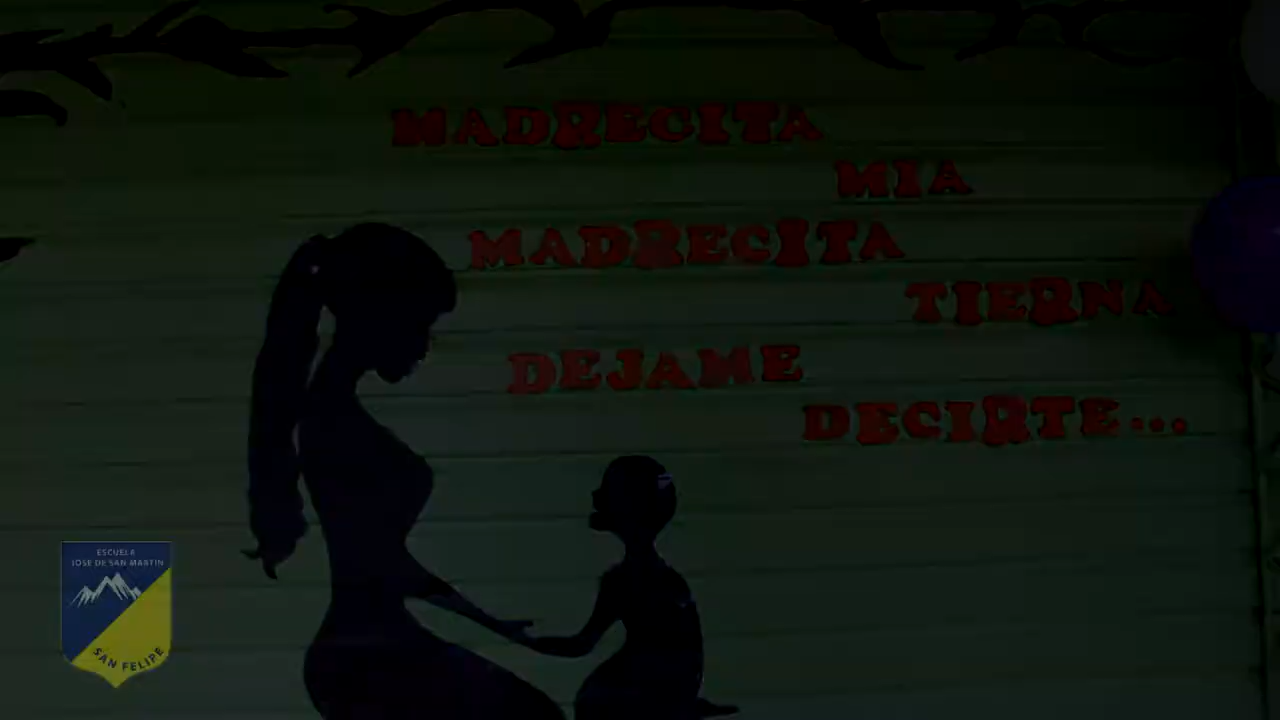 MADRECITA
MIA
MADRECITA
TIERNA
DEJAME
DECIRTE...
ESCUELA
JOSE DE SAN MARTIN
SAN FELIPE